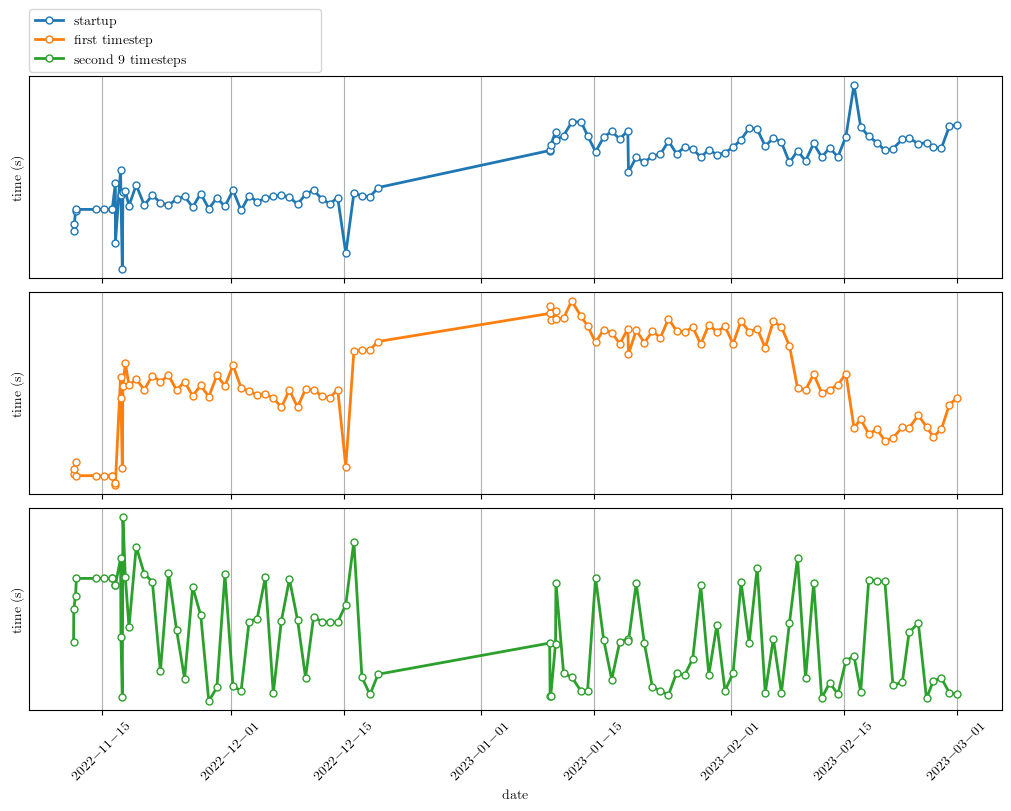 startup
first timestep
second 9 timesteps
time (s)
time (s)
time (s)
2022−11−15
2022−12−01
2022−12−15
2023−01−01
2023−01−15
2023−02−01
2023−02−15
2023−03−01
date